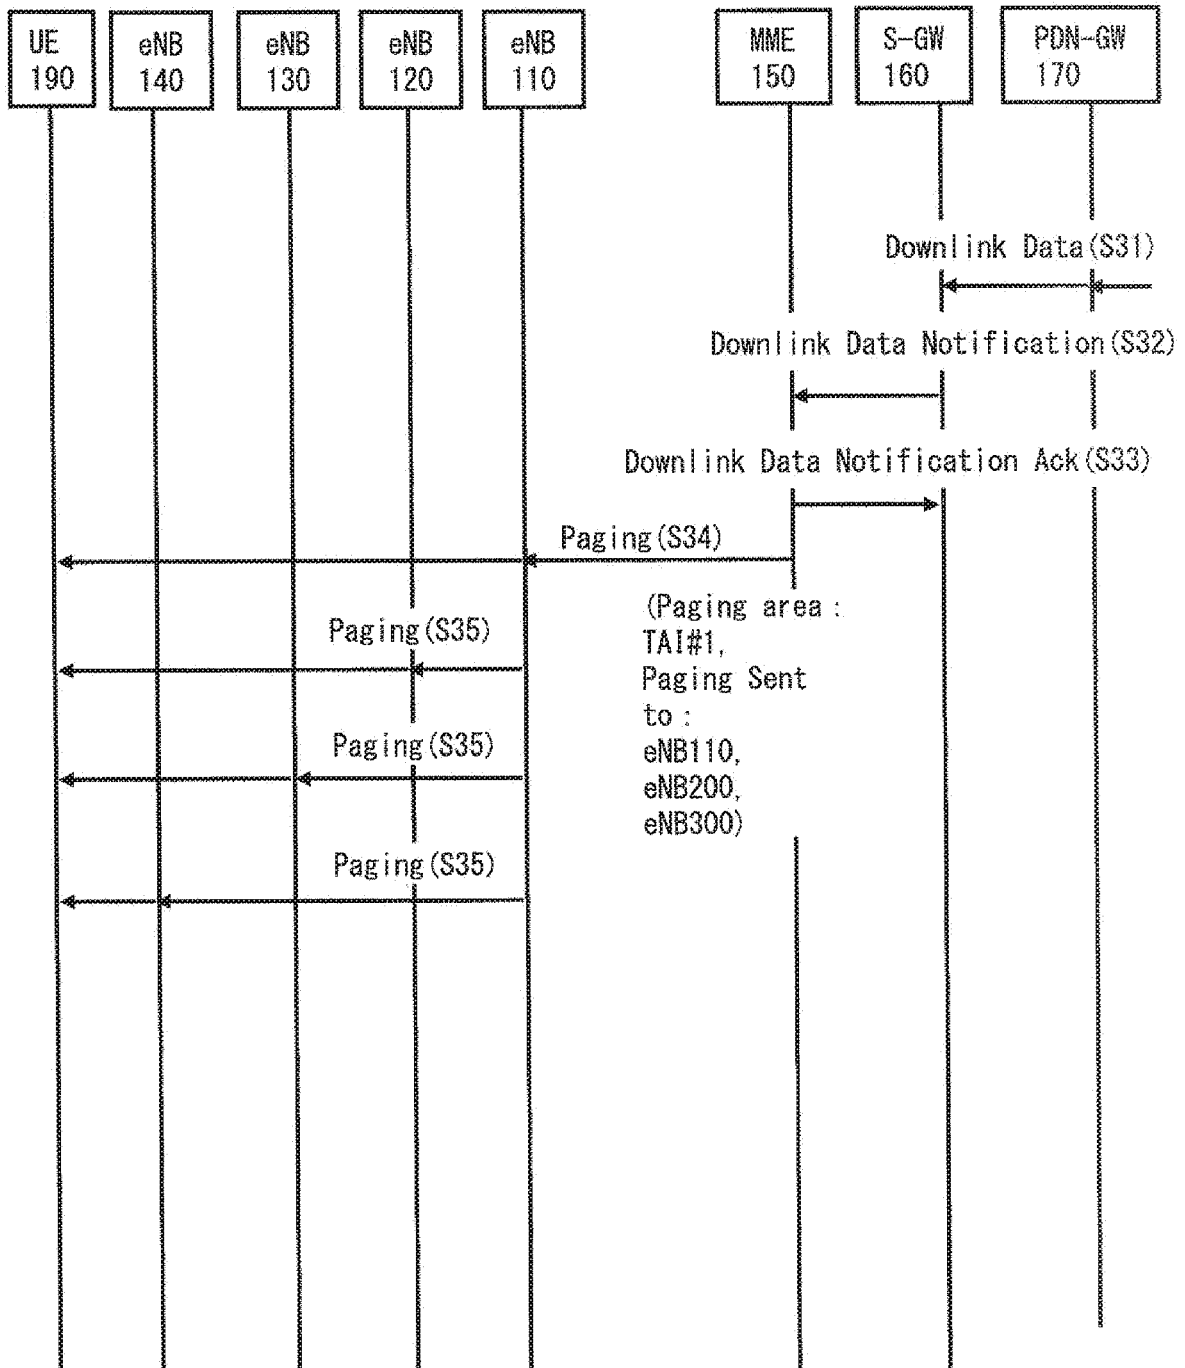 UE
190
eNB
140
eNB
130
eNB
120
eNB
110
MME
150
S-GW
160
PDN-GW
170
Downlink Data(S31)
Downlink Data Notification(S32)
Downlink Data Notification Ack(S33)
Paging(S34)
(Paging area:
TAI#1,
Paging Sent
to:
eNB110,
eNB200,
eNB300)
Paging(S35)
Paging(S35)
Paging(S35)